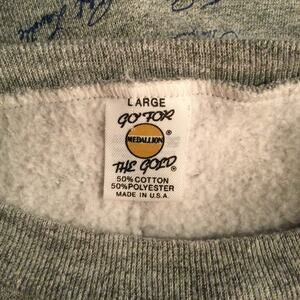 LARGE
GO FOR
MEDALLION ®
THE GOLD ®
50% COTTON
50% POLYESTER
MADE IN U.S.A.